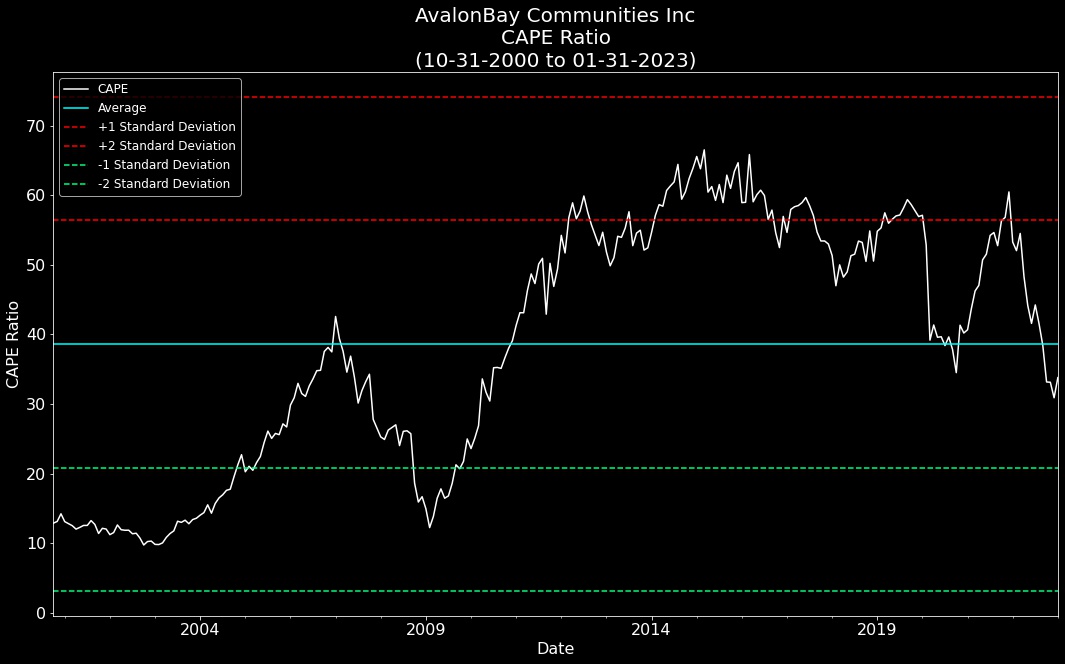 AvalonBay Communities Inc
CAPE Ratio
(10-31-2000 to 01-31-2023)
CAPE
Average
+1 Standard Deviation
+2 Standard Deviation
-1 Standard Deviation
-2 Standard Deviation
CAPE Ratio
70
60
50
40
30
20
10
0
2004
2009
2014
2019
Date